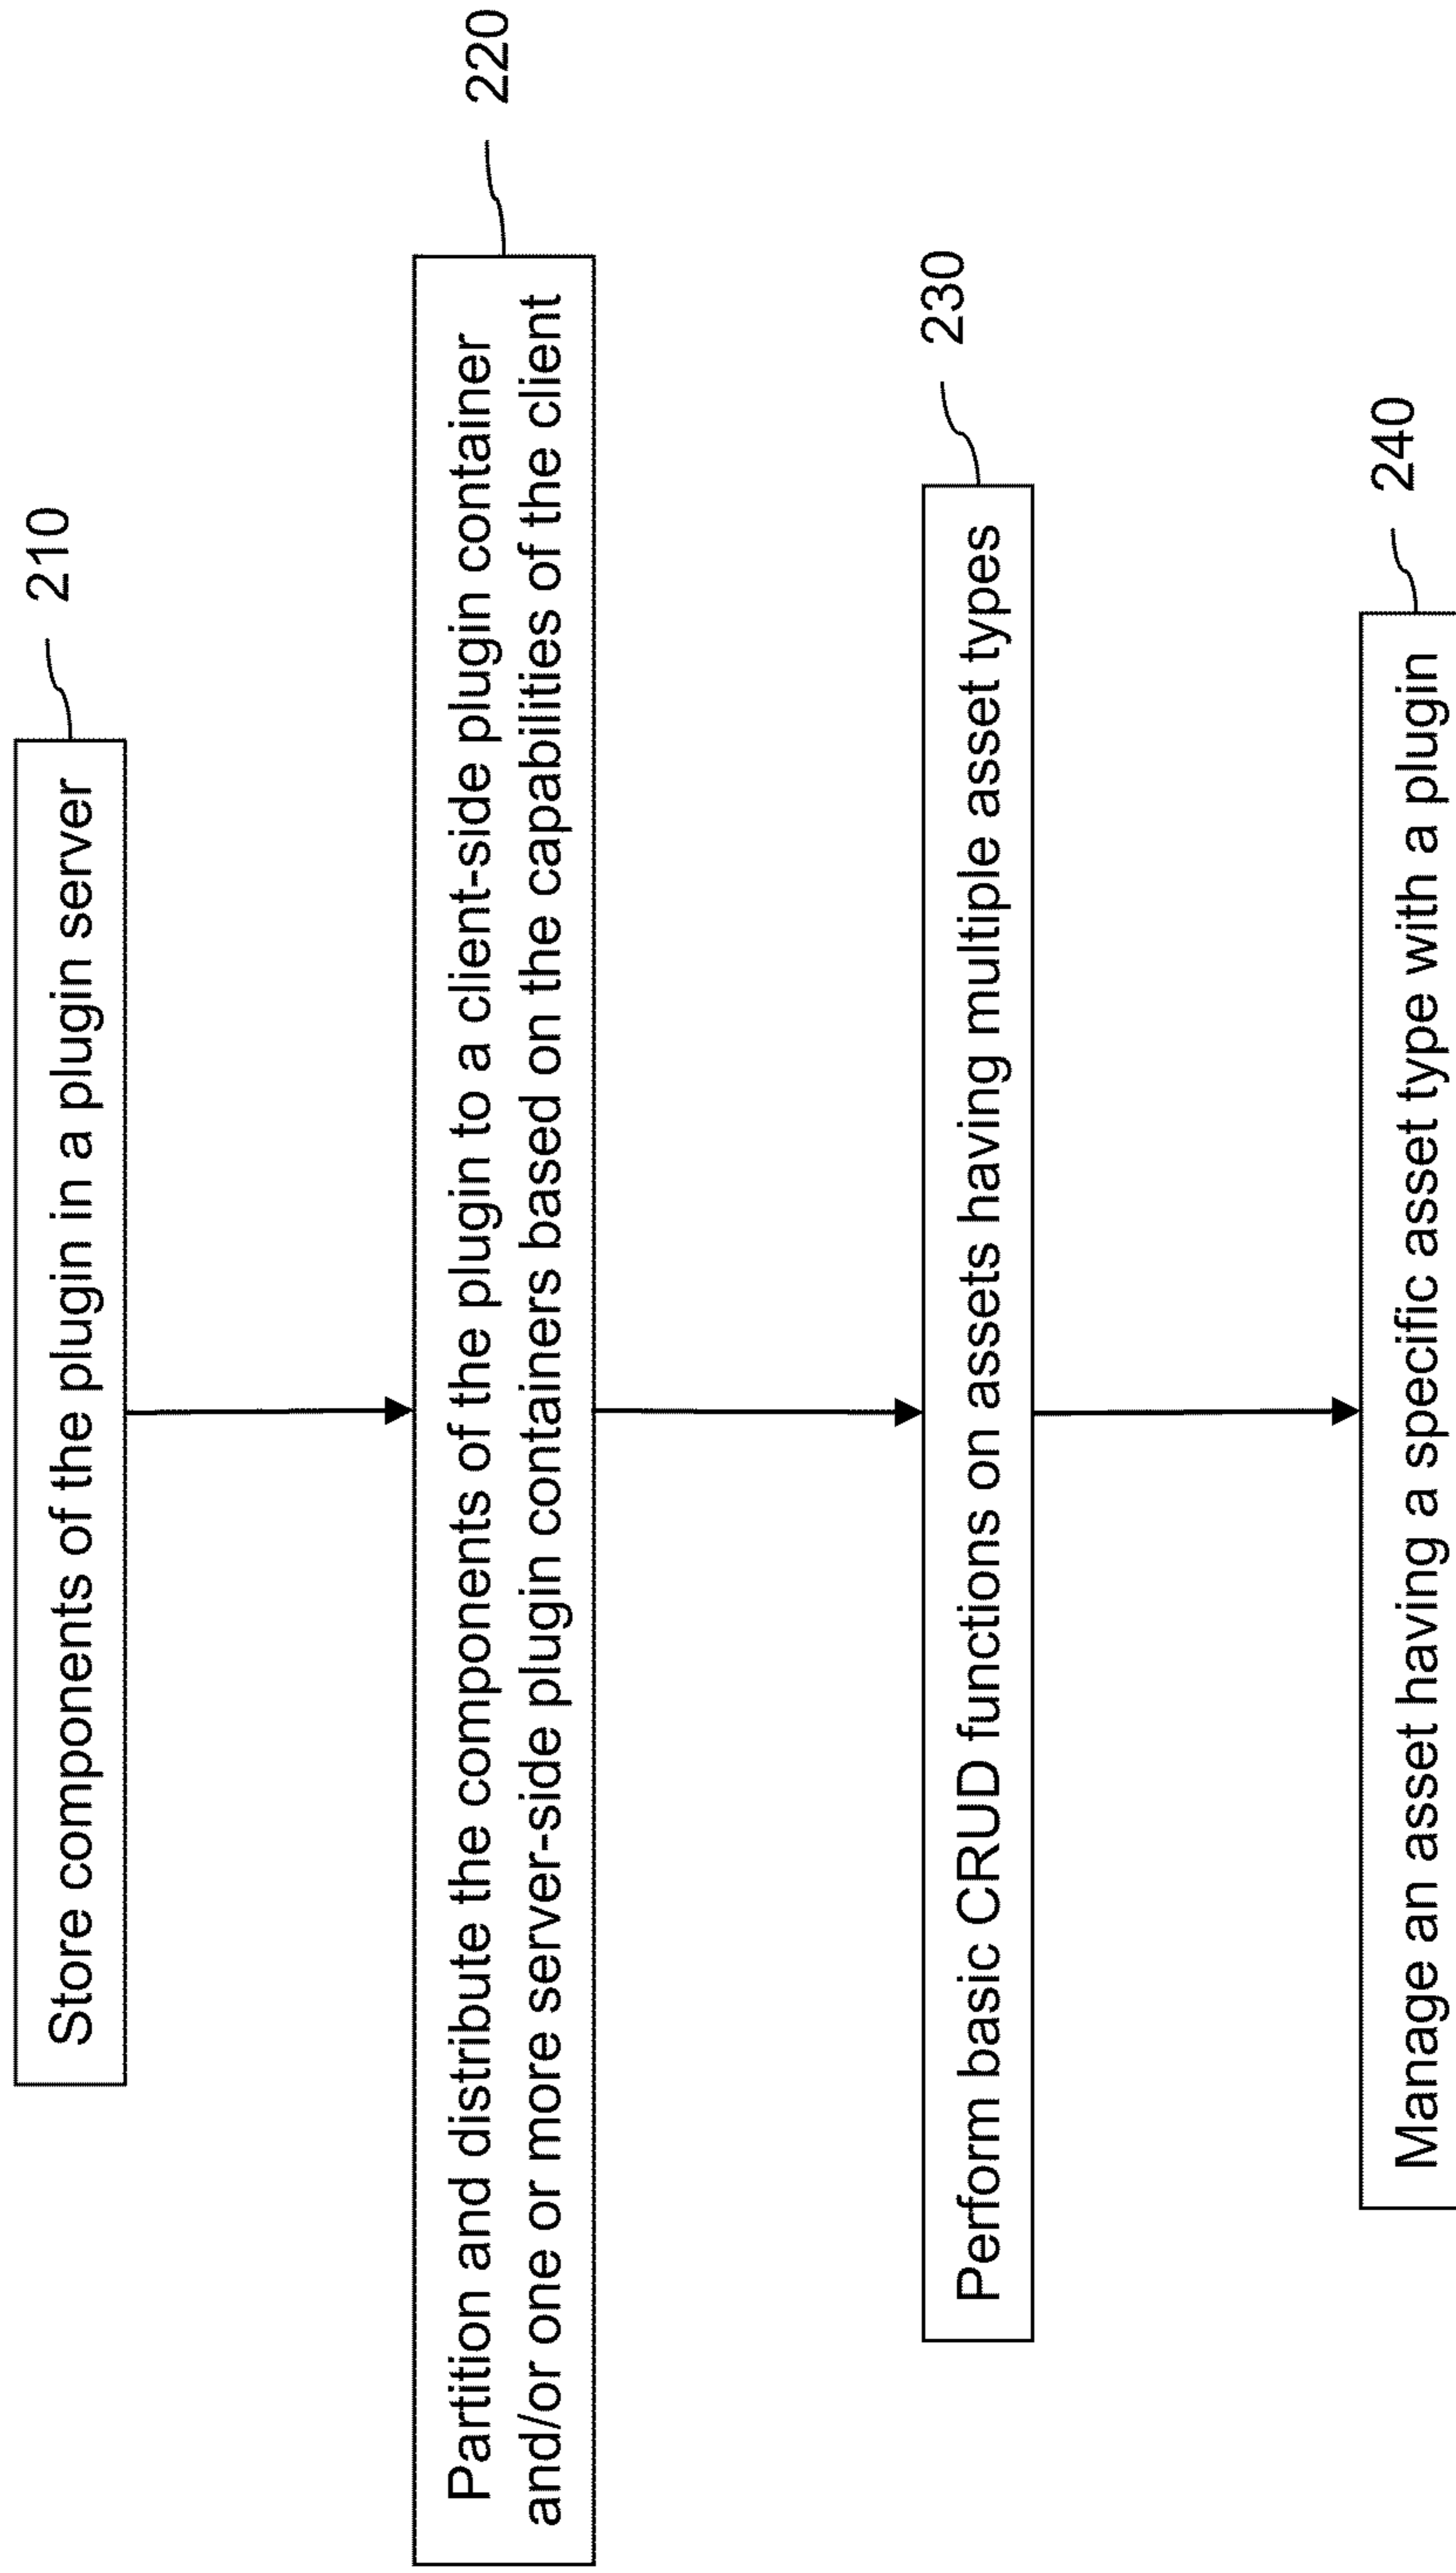 Store components of the plugin in a plugin server
210
Partition and distribute the components of the plugin to a client-side plugin container
and/or one or more server-side plugin containers based on the capabilities of the client
220
Perform basic CRUD functions on assets having multiple asset types
230
Manage an asset having a specific asset type with a plugin
240